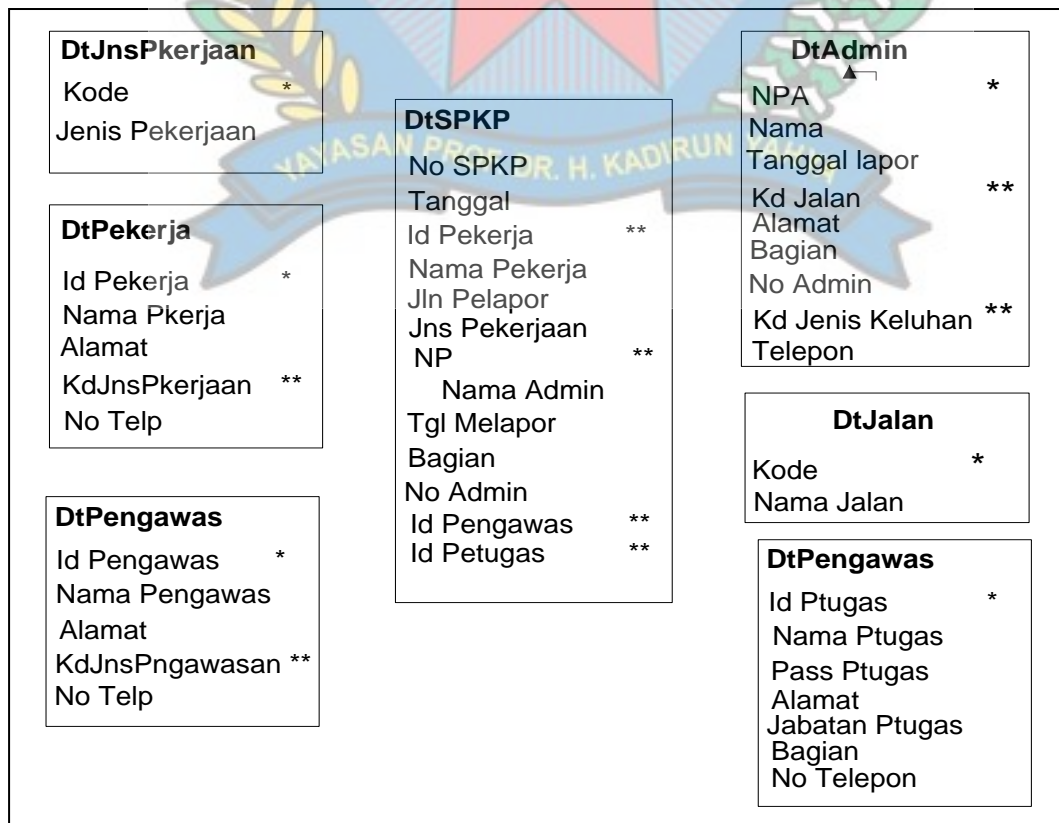 DtJnsPkerjaan
Kode *
Jenis Pekerjaan
DtPekerja
Id Pekerja *
Nama Pkerja
Alamat
KdJnsPkerjaan **
No Telp
DtPengawas
Id Pengawas *
Nama Pengawas
Alamat
KdJnsPngawasan **
No Telp
DtSPKP
No SPKP
Tanggal
Id Pekerja **
Nama Pekerja
Jln Pelapor
Jns Pekerjaan
NP **
Nama Admin
Tgl Melapor
Bagian
No Admin
Id Pengawas **
Id Petugas **
DtAdmin
NPA *
Nama
Tanggal lapor
Kd Jalan **
Alamat
Bagian
No Admin
Kd Jenis Keluhan **
Telepon
DtJalan
Kode *
Nama Jalan
DtPengawas
Id Ptugas *
Nama Ptugas
Pass Ptugas
Alamat
Jabatan Ptugas
Bagian
No Telepon
YAYASAN PROF. DR. H. KADIRUN YAHYA